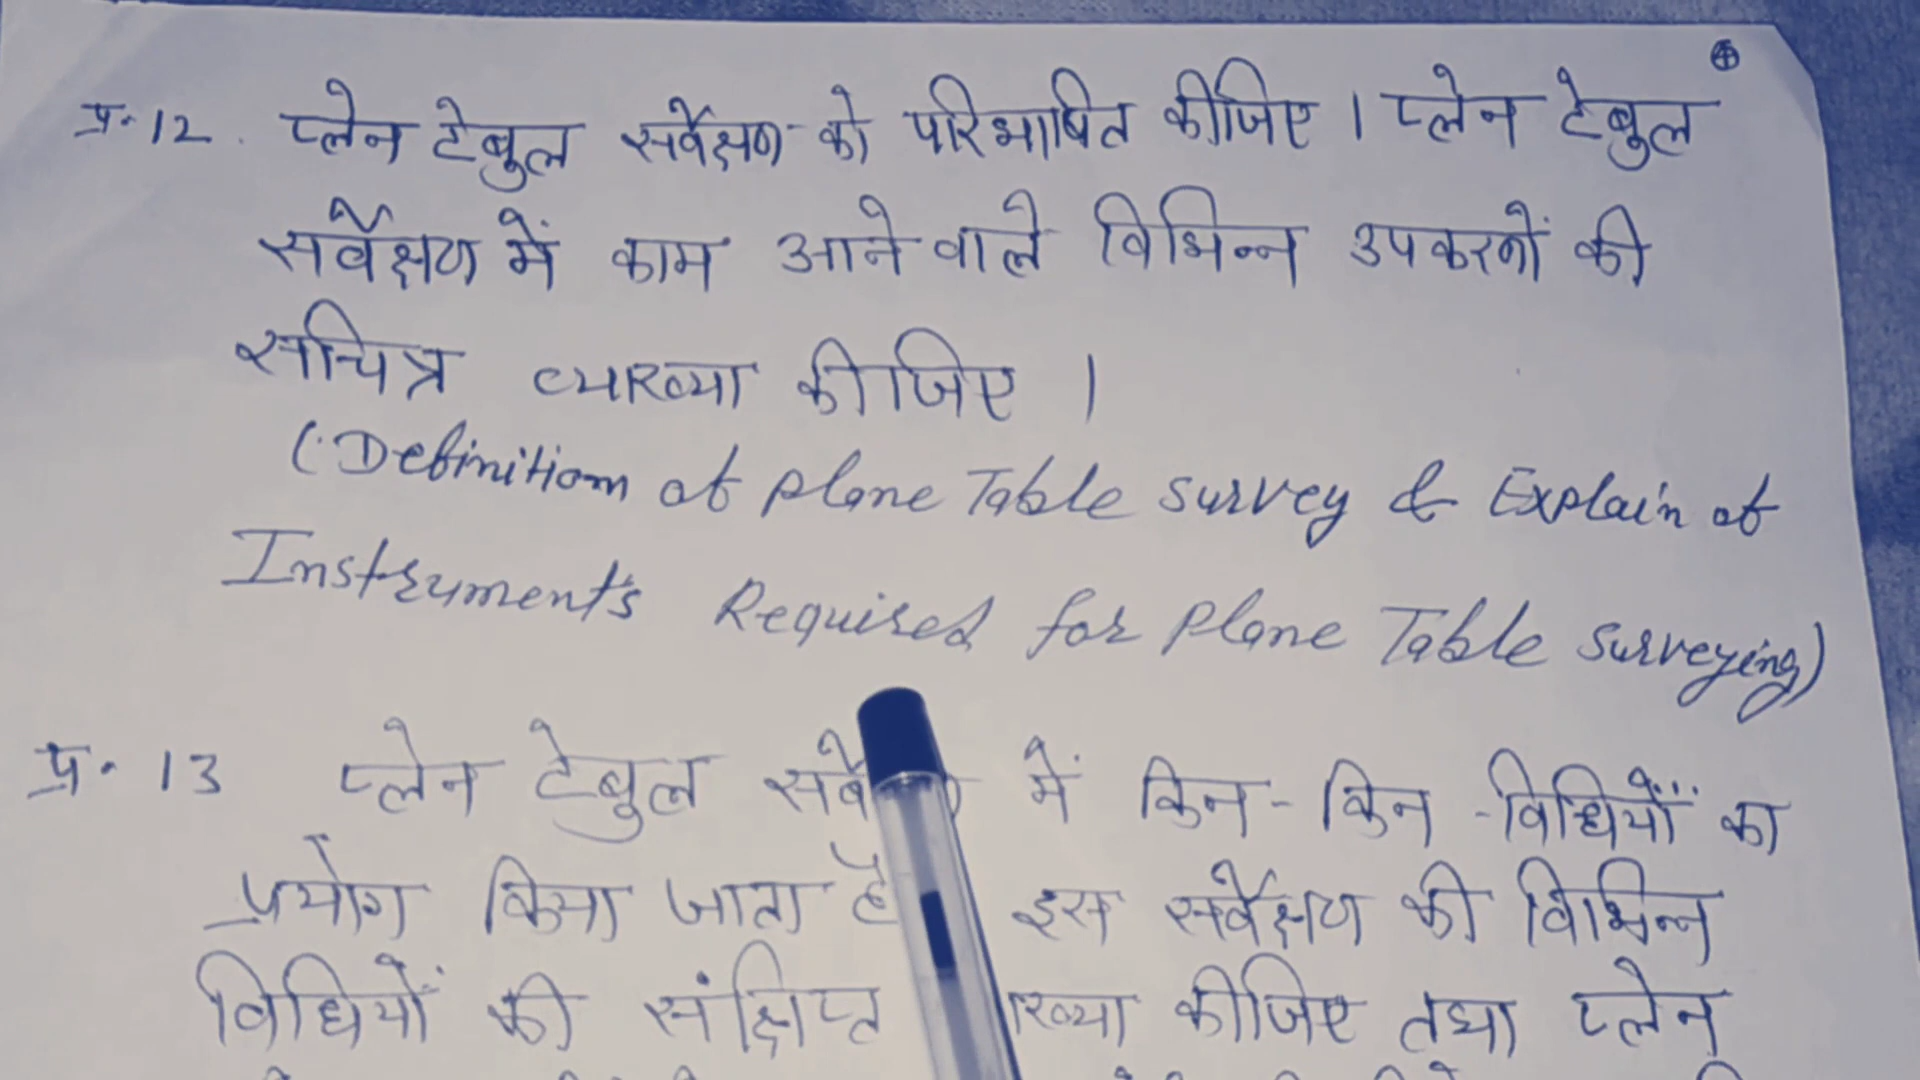 ④
प्र. 12. प्लेन टेबुल सर्वेक्षण को परिभाषित कीजिए । प्लेन टेबुल
सर्वेक्षण में काम आने वाले विभिन्न उपकरणों की
सचित्र व्याख्या कीजिए ।
(Definition of plane Table survey & Explain of
Instruments Required for Plane Table Surveying)
प्र. 13 प्लेन टेबुल में किन-किन विधियों का
प्रयोग किया जाता है इस सर्वेक्षण की विभिन्न
विधियों की संक्षिप्त कीजिए तथा प्लेन